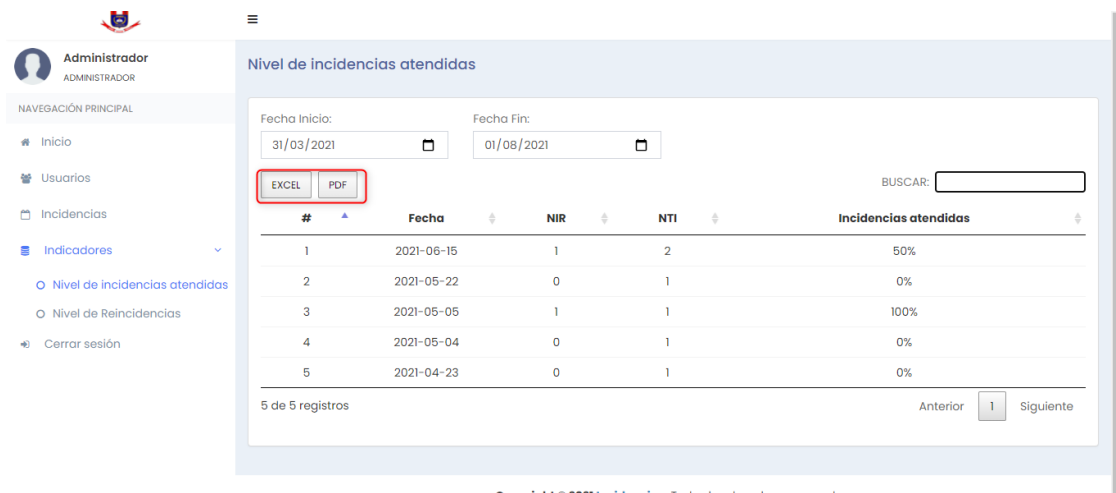 Administrador
ADMINISTRADOR
NAVEGACIÓN PRINCIPAL
Inicio
Usuarios
Incidencias
Indicadores
Nivel de incidencias atendidas
Nivel de Reincidencias
Cerrar sesión
Nivel de incidencias atendidas
Fecha Inicio: Fecha Fin:
31/03/2021 01/08/2021
EXCEL PDF BUSCAR:
# Fecha NIR NTI Incidencias atendidas
1 2021-06-15 1 2 50%
2 2021-05-22 0 1 0%
3 2021-05-05 1 1 100%
4 2021-05-04 0 1 0%
5 2021-04-23 0 1 0%
5 de 5 registros Anterior 1 Siguiente